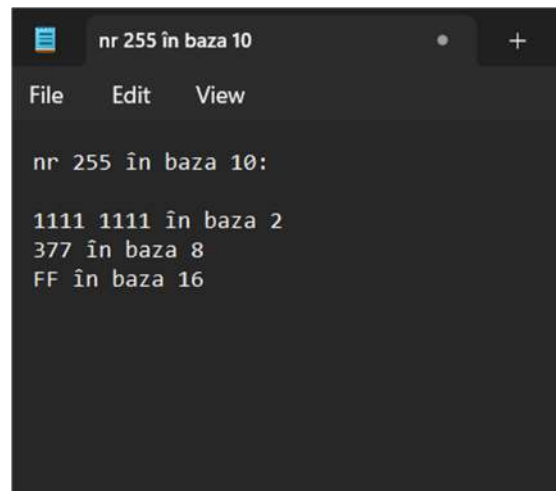 nr 255 în baza 10
File Edit View
nr 255 în baza 10:
1111 1111 în baza 2
377 în baza 8
FF în baza 16